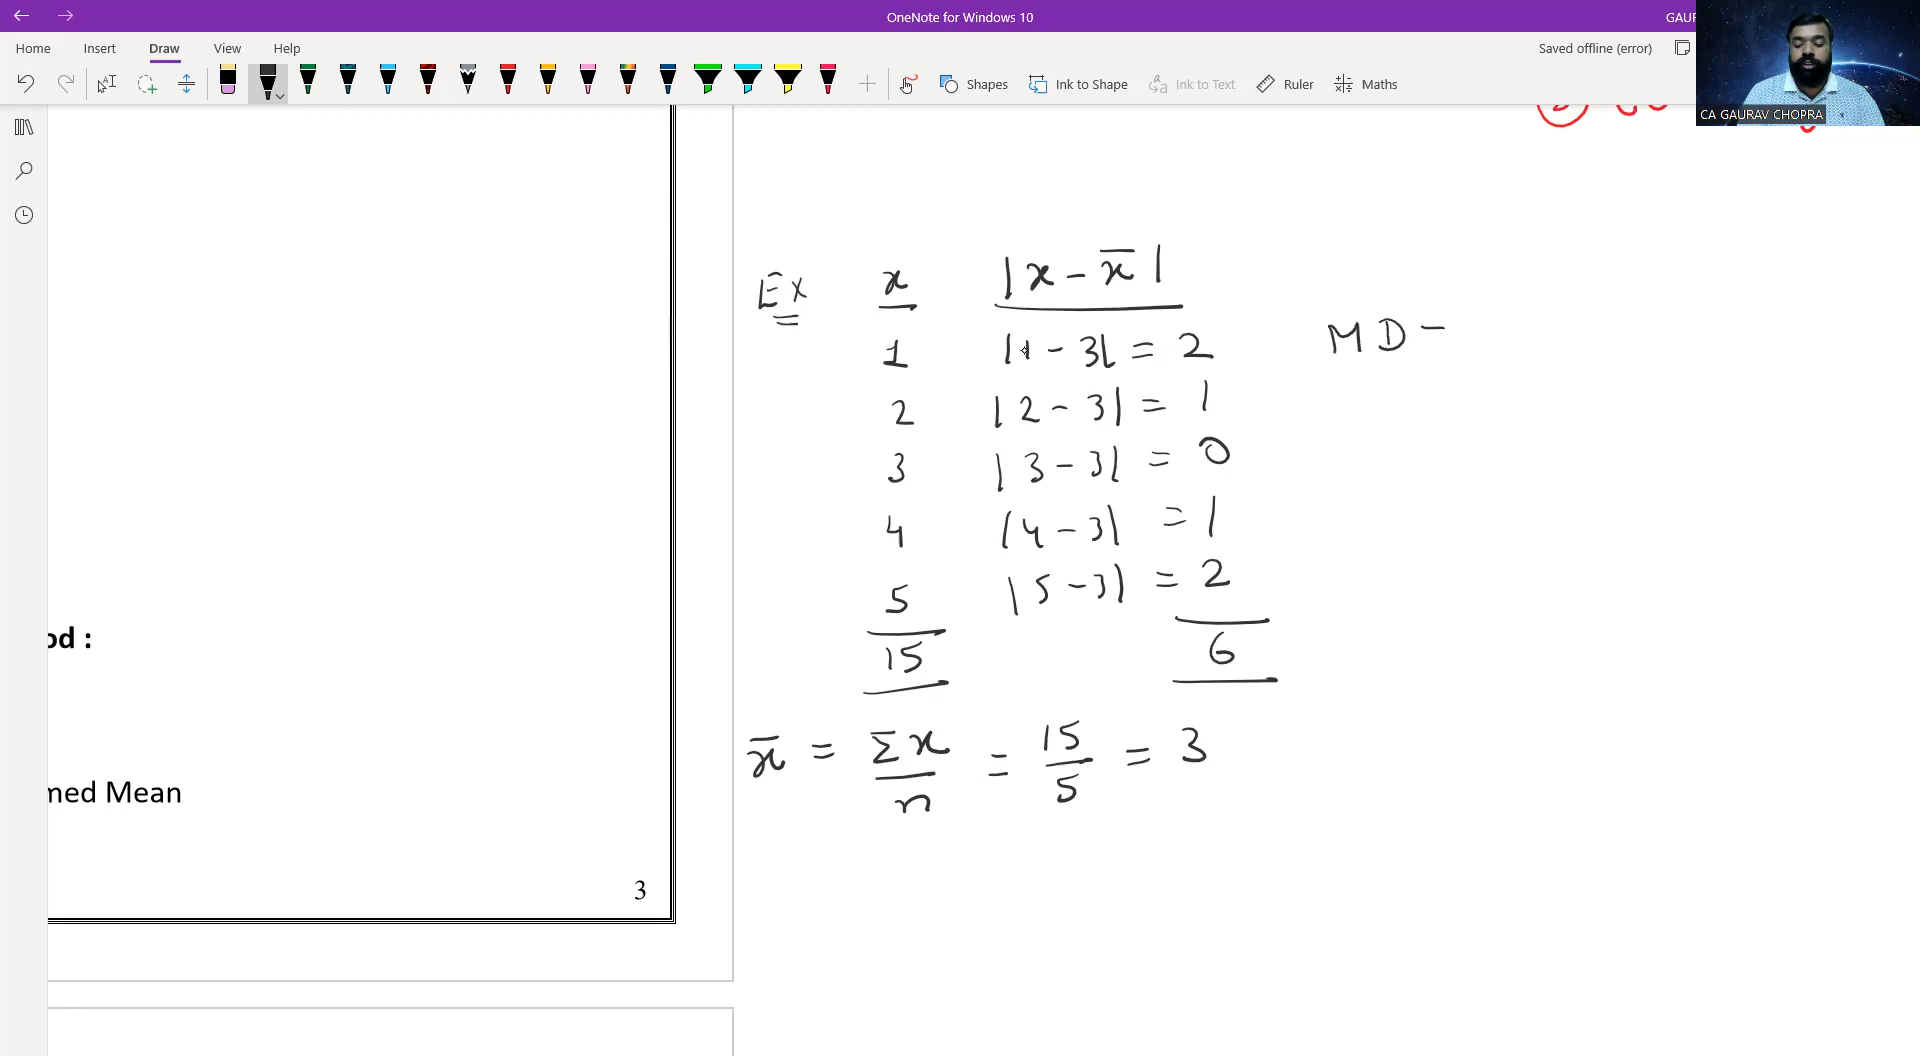 OneNote for Windows 10
Home Insert Draw View Help
Saved offline (error)
Shapes Ink to Shape Ink to Text Ruler Maths
CA GAURAV CHOPRA
Ex x |x - x̄|
1 |1 - 3| = 2 MD -
2 |2 - 3| = 1
3 |3 - 3| = 0
4 |4 - 3| = 1
5 |5 - 3| = 2
15 6
x̄ = Σx/n = 15/5 = 3
od :
med Mean
3